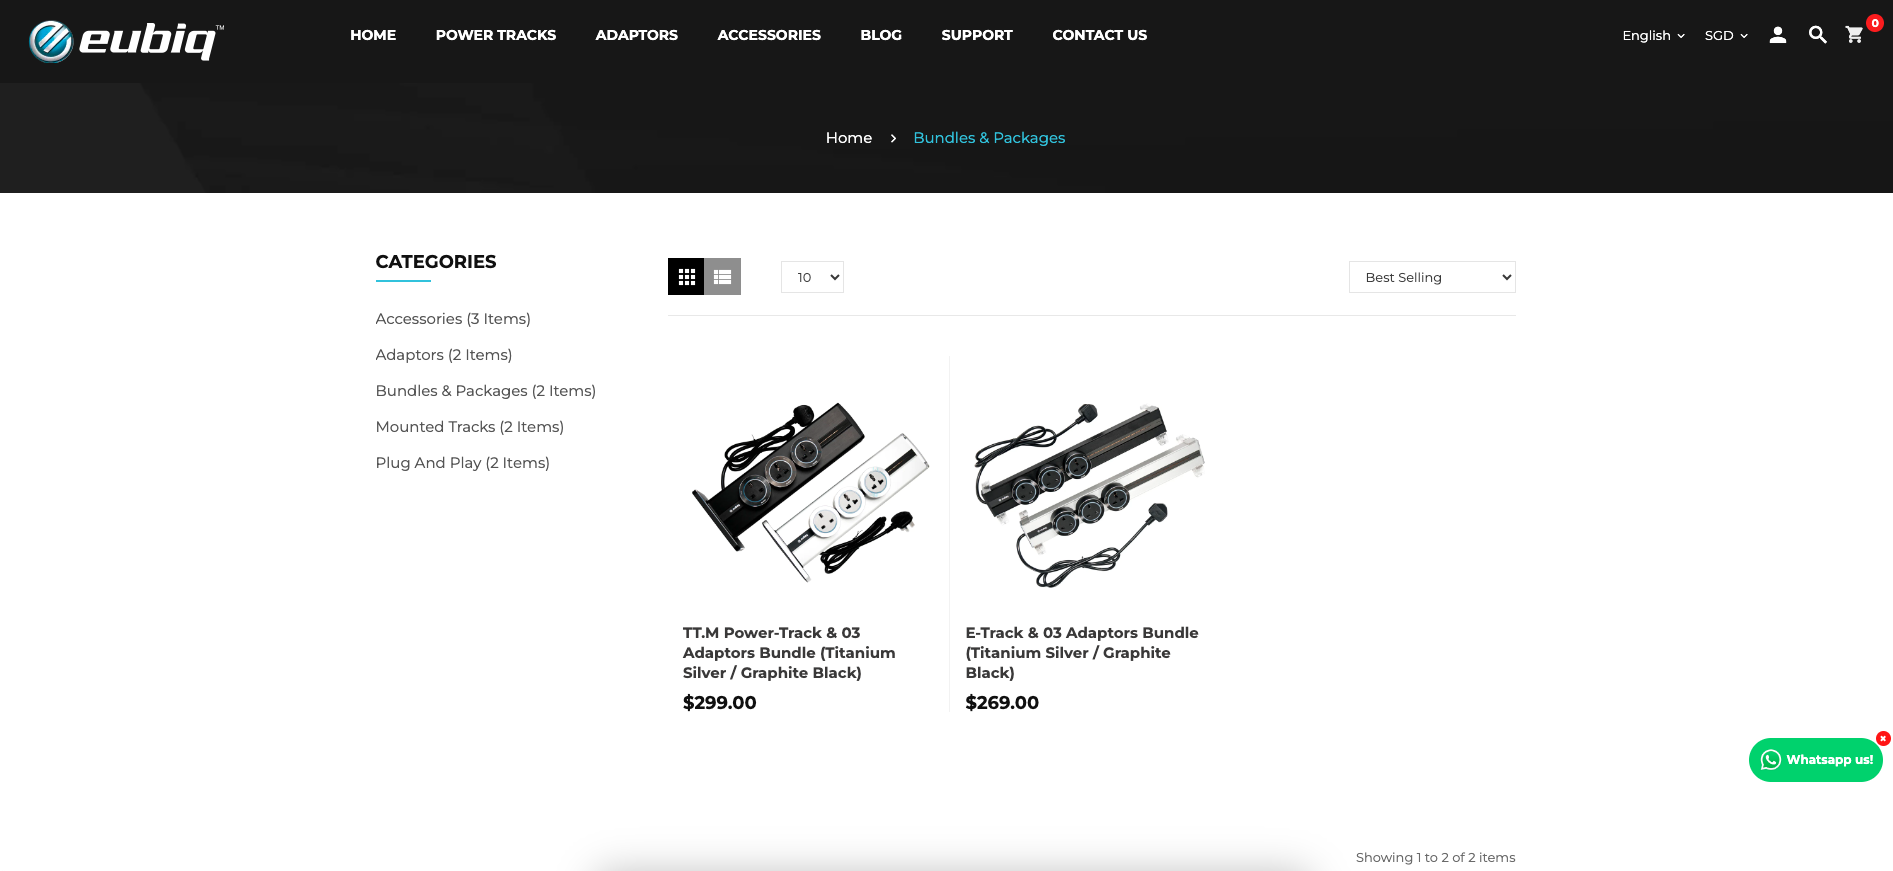 eubiq™
HOME POWER TRACKS ADAPTORS ACCESSORIES BLOG SUPPORT CONTACT US
English SGD 0
Home > Bundles & Packages
CATEGORIES
Accessories (3 Items)
Adaptors (2 Items)
Bundles & Packages (2 Items)
Mounted Tracks (2 Items)
Plug And Play (2 Items)
10 Best Selling
TT.M Power-Track & 03
Adaptors Bundle (Titanium
Silver / Graphite Black)
$299.00
E-Track & 03 Adaptors Bundle
(Titanium Silver / Graphite
Black)
$269.00
Whatsapp us!
Showing 1 to 2 of 2 items